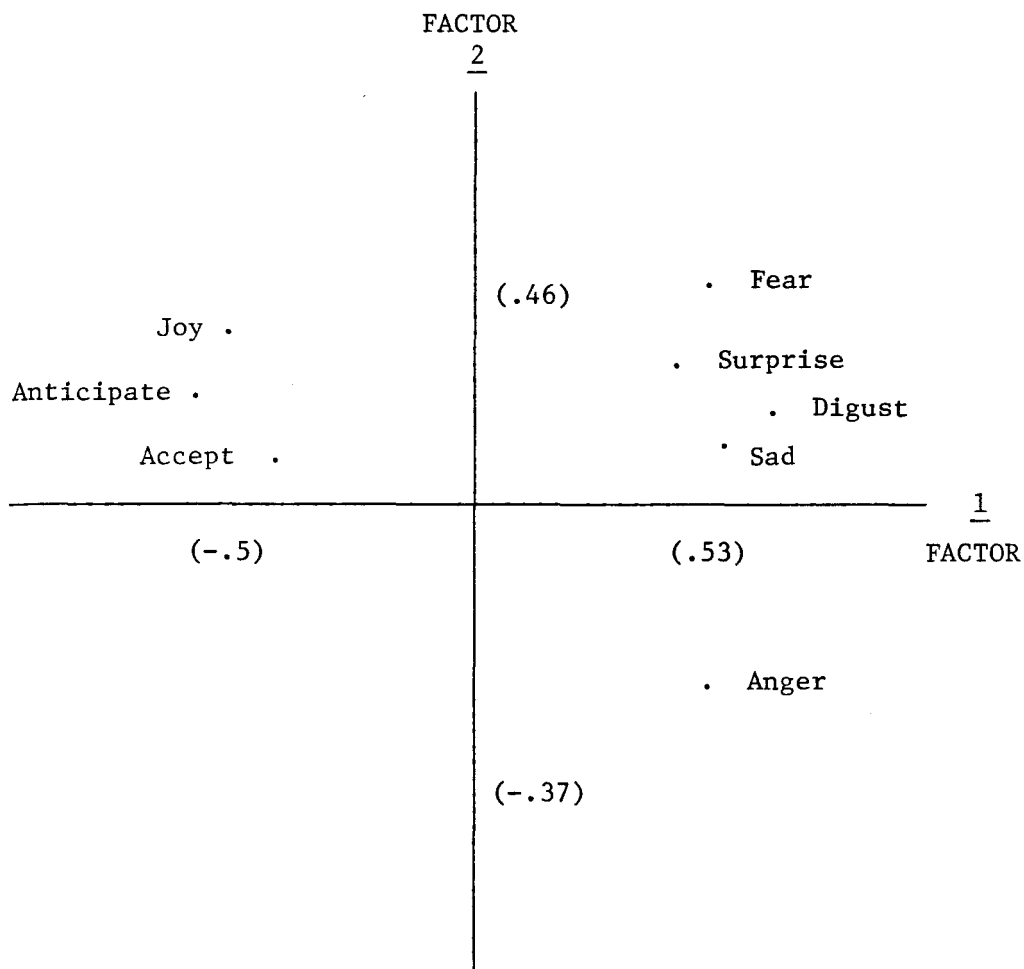 FACTOR
2
(.46)
. Fear
Joy .
. Surprise
Anticipate .
. Digust
Accept .
. Sad
1
(-.5)
(.53)
FACTOR
. Anger
(-.37)